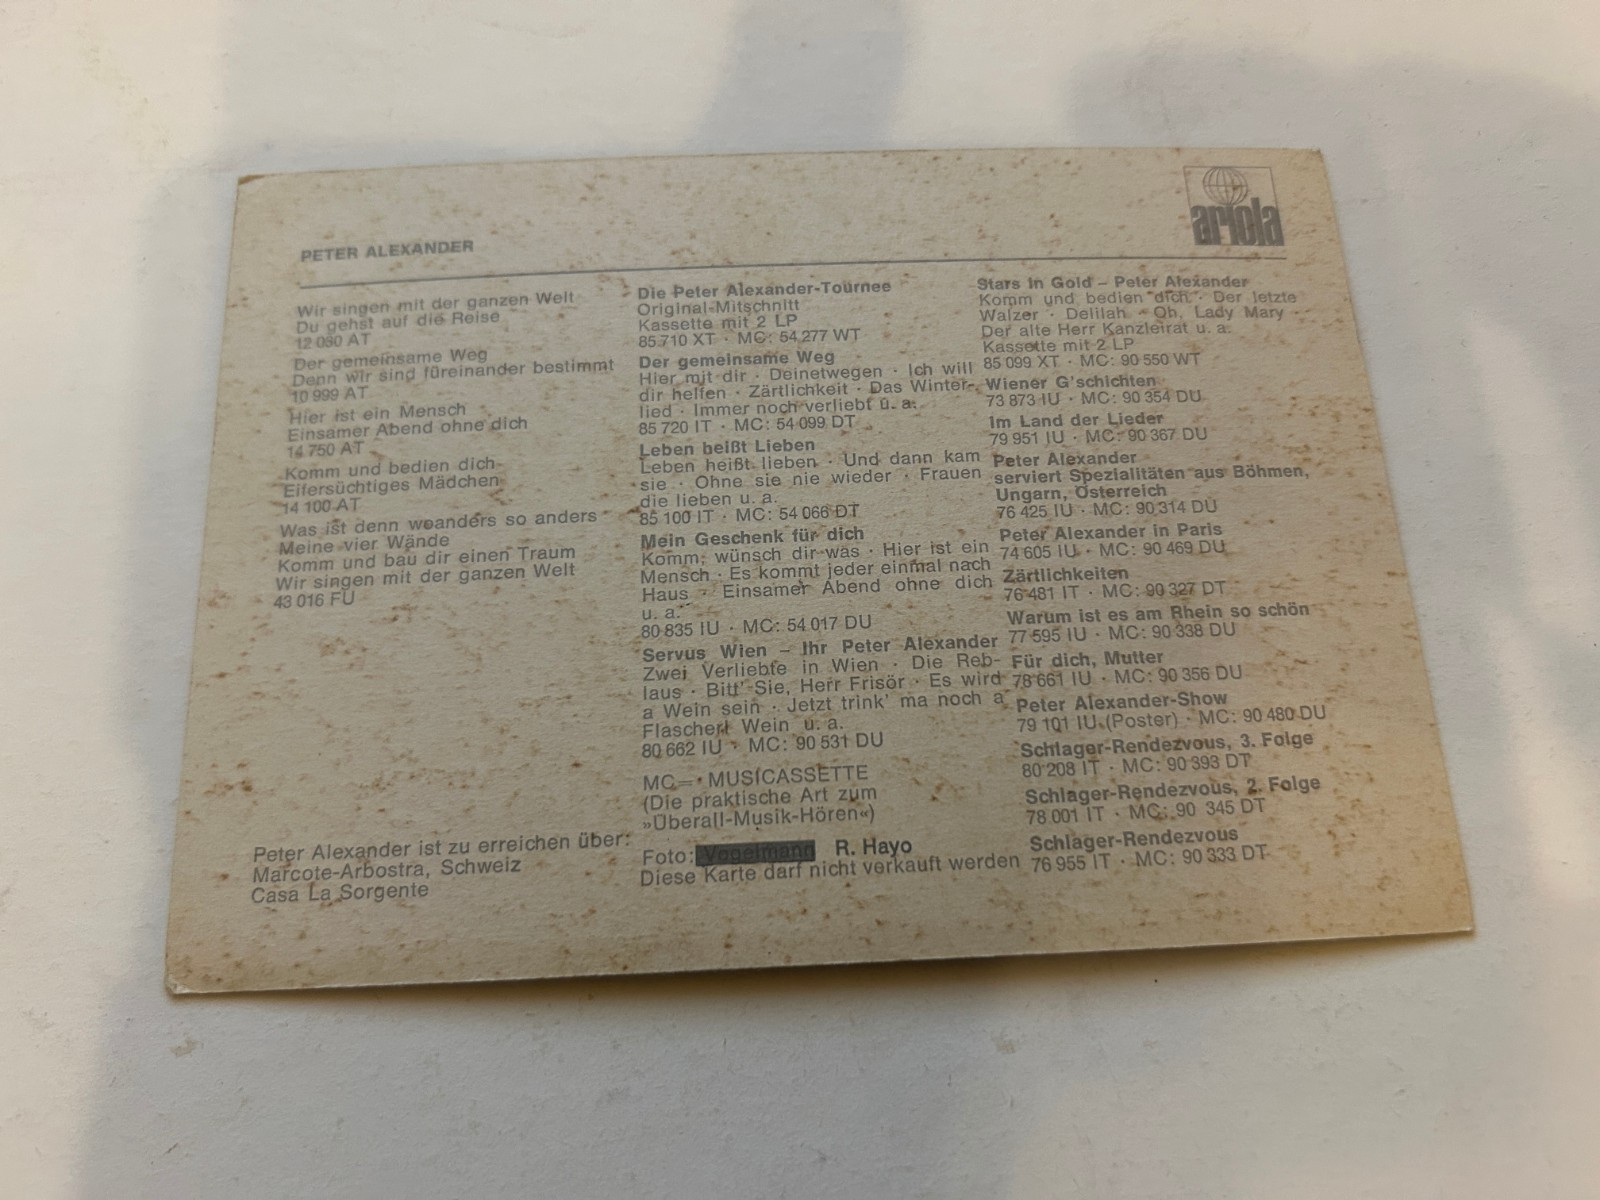 ariola
PETER ALEXANDER
Wir singen mit der ganzen Welt
Du gehst auf die Reise
12 030 AT
Der gemeinsame Weg
Denn wir sind füreinander bestimmt
10 999 AT
Hier ist ein Mensch
Einsamer Abend ohne dich
14 750 AT
Komm und bedien dich
Eifersüchtiges Mädchen
14 100 AT
Was ist denn woanders so anders
Meine vier Wände
Komm und bau dir einen Traum
Wir singen mit der ganzen Welt
43 016 FU
Peter Alexander ist zu erreichen über:
Marcote-Arbostra, Schweiz
Casa La Sorgente
Die Peter Alexander-Tournee
Original-Mitschnitt
Kassette mit 2 LP
85 710 XT · MC: 54 277 WT
Der gemeinsame Weg
Hier mit dir · Deinetwegen · Ich will
dir helfen · Zärtlichkeit · Das Winter-
lied · Immer noch verliebt u. a.
85 720 IT · MC: 54 099 DT
Leben heißt Lieben
Leben heißt lieben · Und dann kam
sie · Ohne sie nie wieder · Frauen
die lieben u. a.
85 100 IT · MC: 54 066 DT
Mein Geschenk für dich
Komm, wünsch dir was · Hier ist ein
Mensch · Es kommt jeder einmal nach
Haus · Einsamer Abend ohne dich
u. a.
80 835 IU · MC: 54 017 DU
Servus Wien – Ihr Peter Alexander
Zwei Verliebte in Wien · Die Reb-
laus · Bitt' Sie, Herr Frisör · Es wird
a Wein sein · Jetzt trink' ma noch a
Flascherl Wein u. a.
80 662 IU · MC: 90 531 DU
MC = MUSICASSETTE
(Die praktische Art zum
»Überall-Musik-Hören«)
Foto: Vogelmann R. Hayo
Diese Karte darf nicht verkauft werden
Stars in Gold – Peter Alexander
Komm und bedien dich · Der letzte
Walzer · Delilah · Oh, Lady Mary ·
Der alte Herr Kanzleirat u. a.
Kassette mit 2 LP
85 099 XT · MC: 90 550 WT
Wiener G'schichten
73 873 IU · MC: 90 354 DU
Im Land der Lieder
79 951 IU · MC: 90 367 DU
Peter Alexander
serviert Spezialitäten aus Böhmen,
Ungarn, Österreich
76 425 IU · MC: 90 314 DU
Peter Alexander in Paris
74 605 IU · MC: 90 469 DU
Zärtlichkeiten
76 481 IT · MC: 90 327 DT
Warum ist es am Rhein so schön
77 595 IU · MC: 90 338 DU
Für dich, Mutter
78 661 IU · MC: 90 356 DU
Peter Alexander-Show
79 101 IU (Poster) · MC: 90 480 DU
Schlager-Rendezvous, 3. Folge
80 208 IT · MC: 90 393 DT
Schlager-Rendezvous, 2. Folge
78 001 IT · MC: 90 345 DT
Schlager-Rendezvous
76 955 IT · MC: 90 333 DT